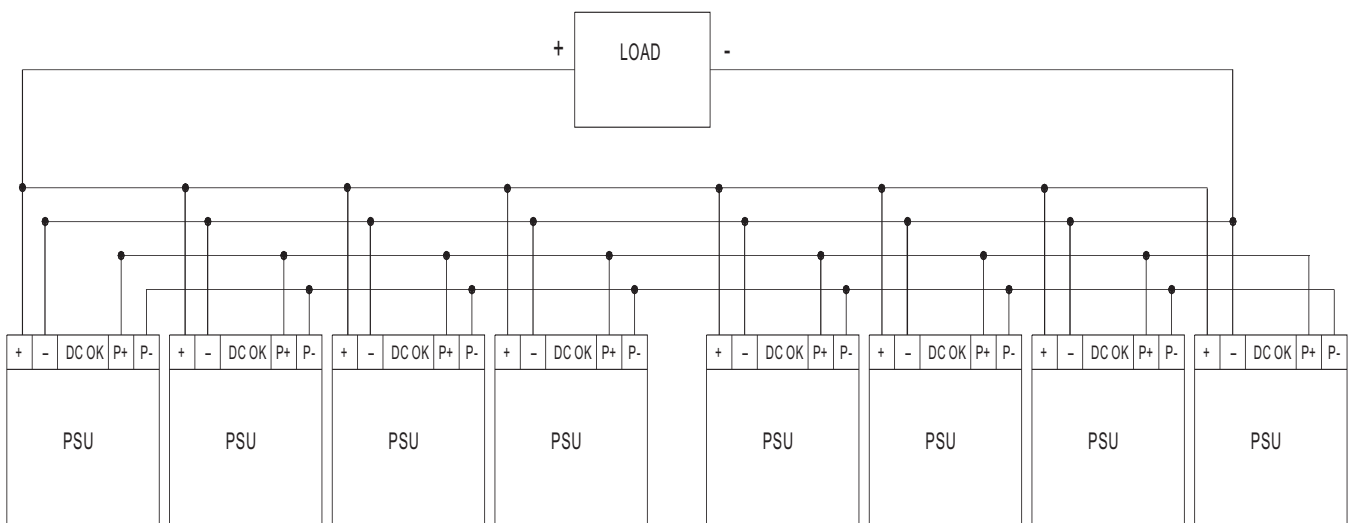 + LOAD -
+ – DC OK P+ P- + – DC OK P+ P- + – DC OK P+ P- + – DC OK P+ P- + – DC OK P+ P- + – DC OK P+ P- + – DC OK P+ P- + – DC OK P+ P-
PSU PSU PSU PSU PSU PSU PSU PSU